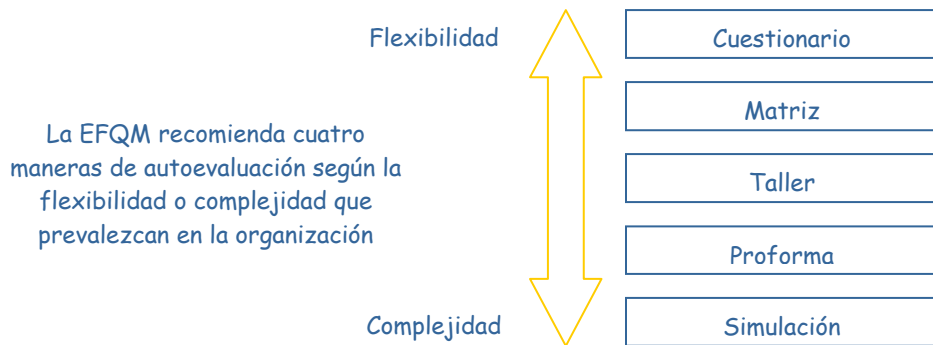 Flexibilidad
Cuestionario
Matriz
La EFQM recomienda cuatro
maneras de autoevaluación según la
flexibilidad o complejidad que
prevalezcan en la organización
Taller
Proforma
Complejidad
Simulación